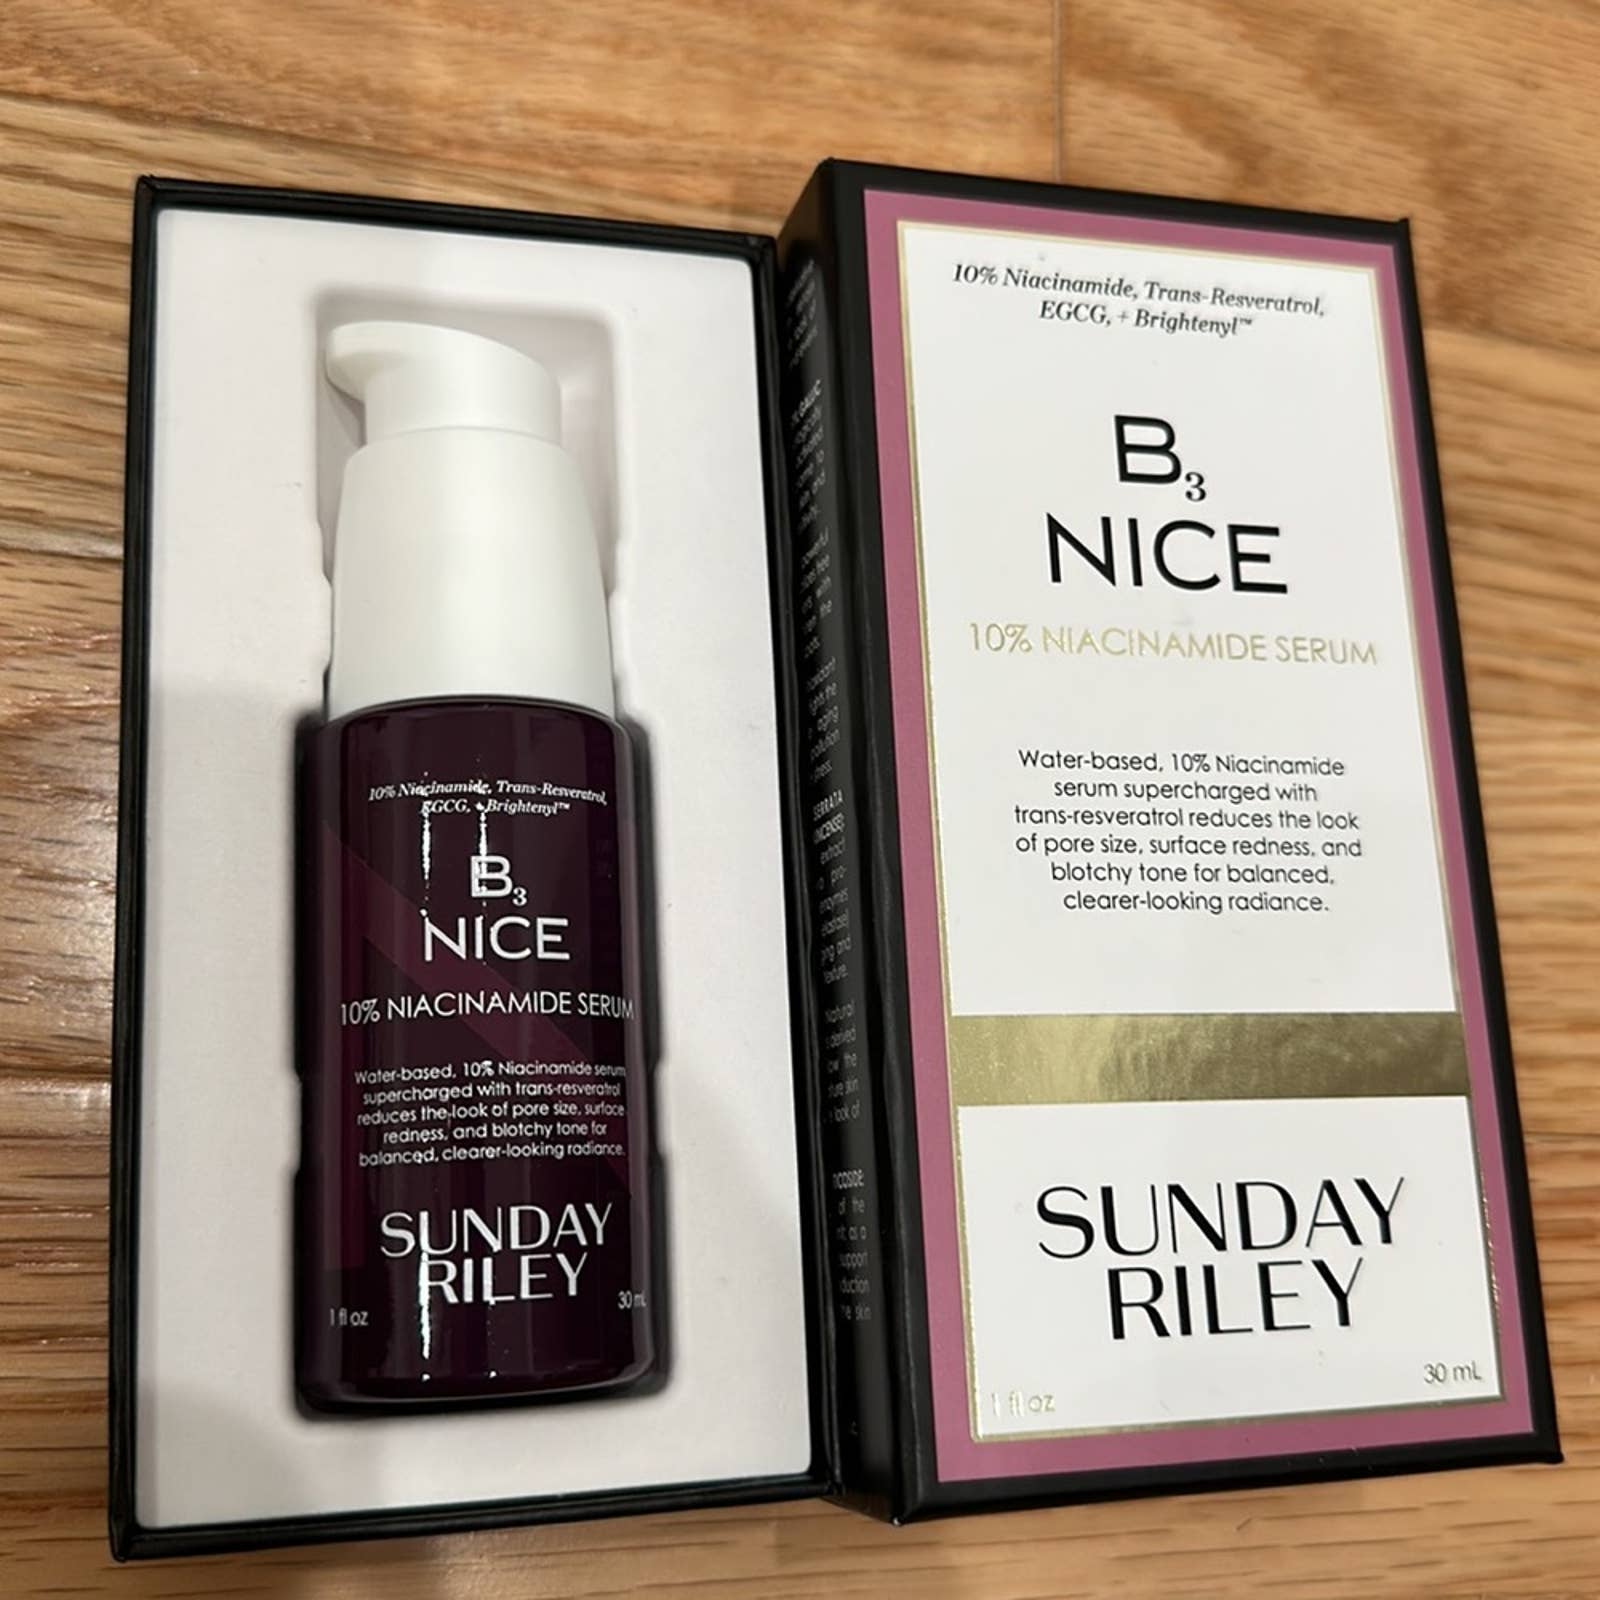 10% Niacinamide, Trans-Resveratrol,
EGCG, + Brightenyl™
B₃
NICE
10% NIACINAMIDE SERUM
Water-based, 10% Niacinamide serum
supercharged with trans-resveratrol
reduces the look of pore size, surface
redness, and blotchy tone for
balanced, clearer-looking radiance.
SUNDAY
RILEY
1 fl oz 30 mL
10% Niacinamide, Trans-Resveratrol,
EGCG, + Brightenyl™
B₃
NICE
10% NIACINAMIDE SERUM
Water-based, 10% Niacinamide
serum supercharged with
trans-resveratrol reduces the look
of pore size, surface redness, and
blotchy tone for balanced,
clearer-looking radiance.
SUNDAY
RILEY
1 fl oz 30 mL